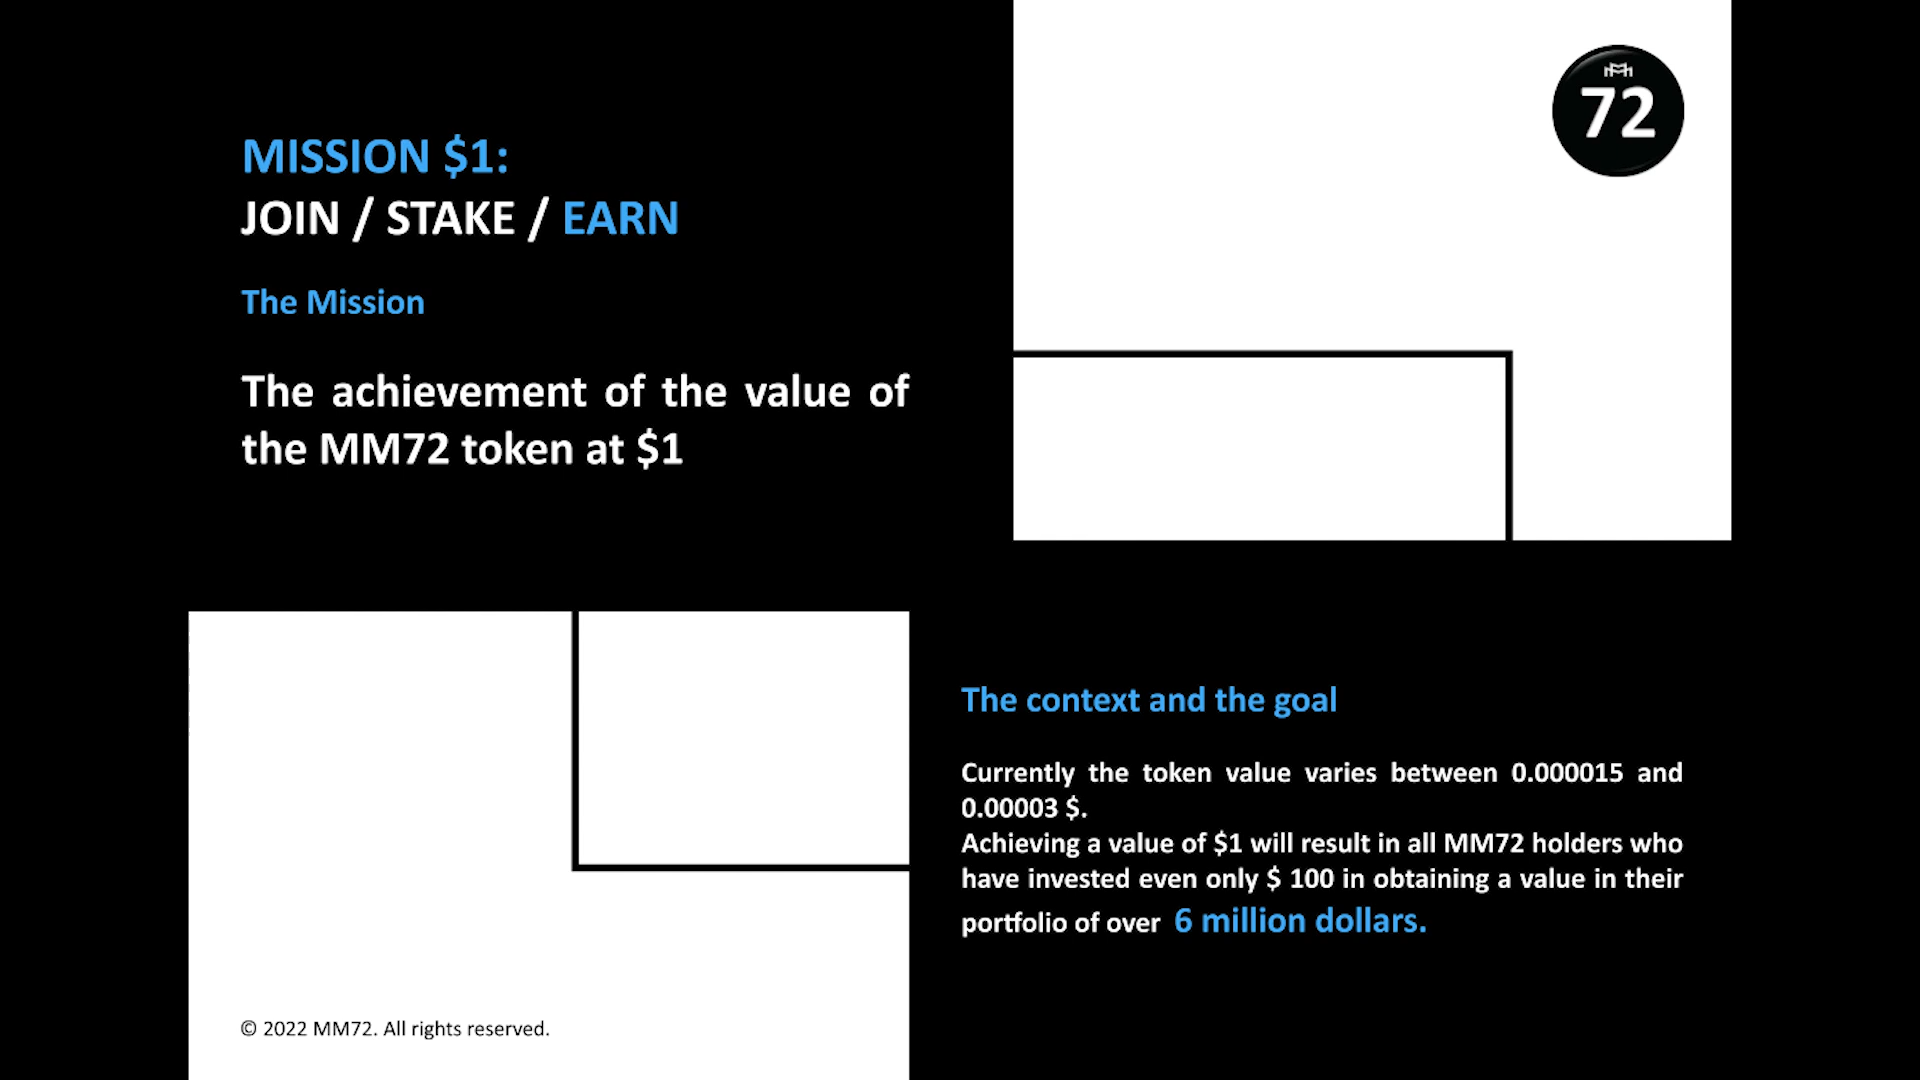 MISSION $1:
JOIN / STAKE / EARN
The Mission
The achievement of the value of
the MM72 token at $1
72
The context and the goal
Currently the token value varies between 0.000015 and
0.00003 $.
Achieving a value of $1 will result in all MM72 holders who
have invested even only $ 100 in obtaining a value in their
portfolio of over 6 million dollars.
© 2022 MM72. All rights reserved.